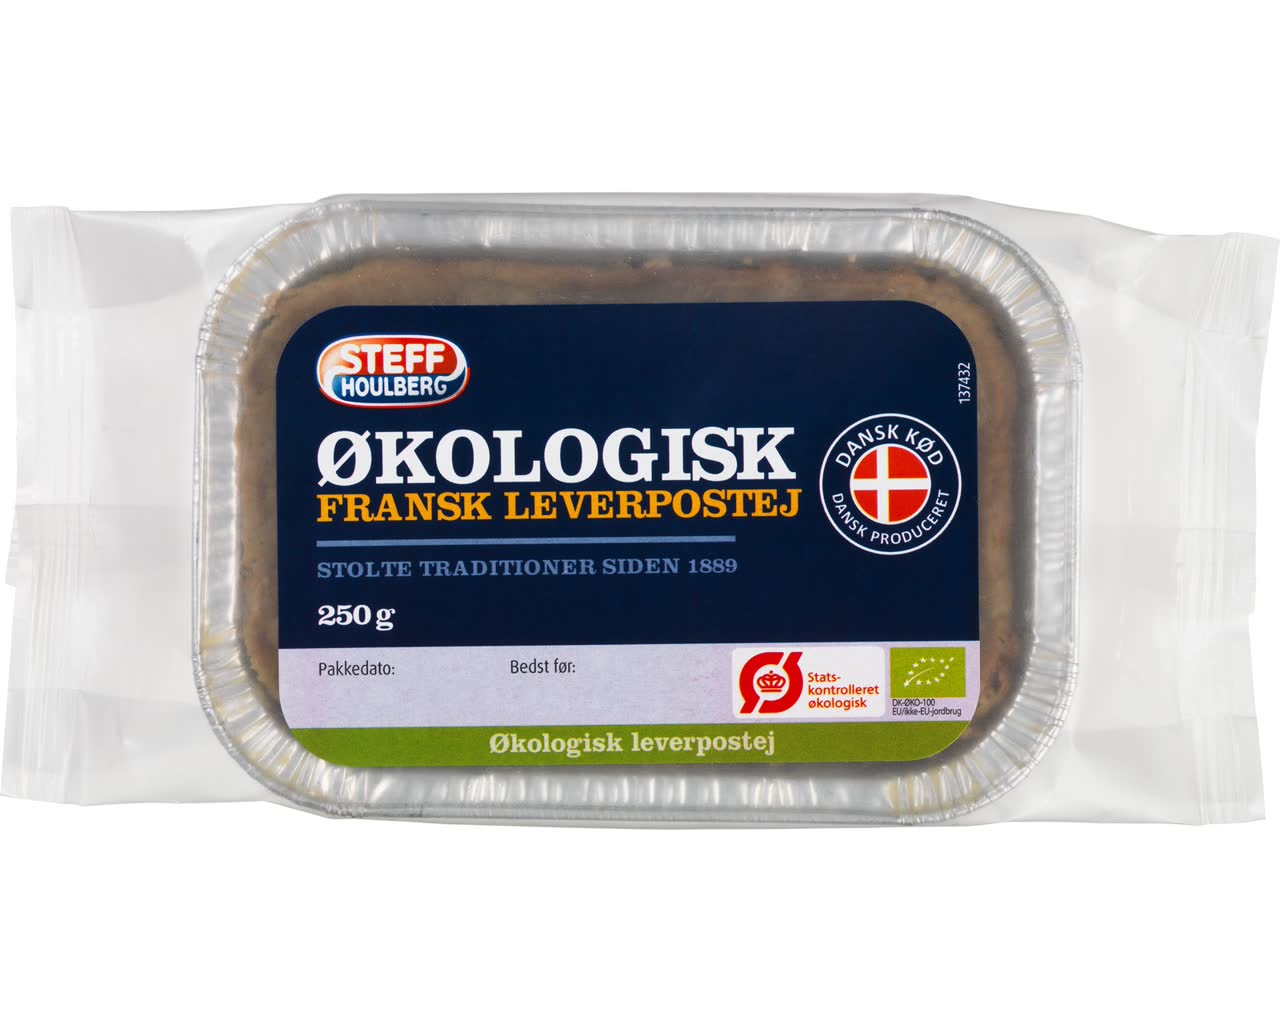 STEFF
HOULBERG
ØKOLOGISK
FRANSK LEVERPOSTEJ
STOLTE TRADITIONER SIDEN 1889
250 g
137432
DANSK KØD
DANSK PRODUCERET
Pakkedato:
Bedst før:
Ø
Stats-
kontrolleret
økologisk
DK-ØKO-100
EU/ikke-EU-jordbrug
Økologisk leverpostej